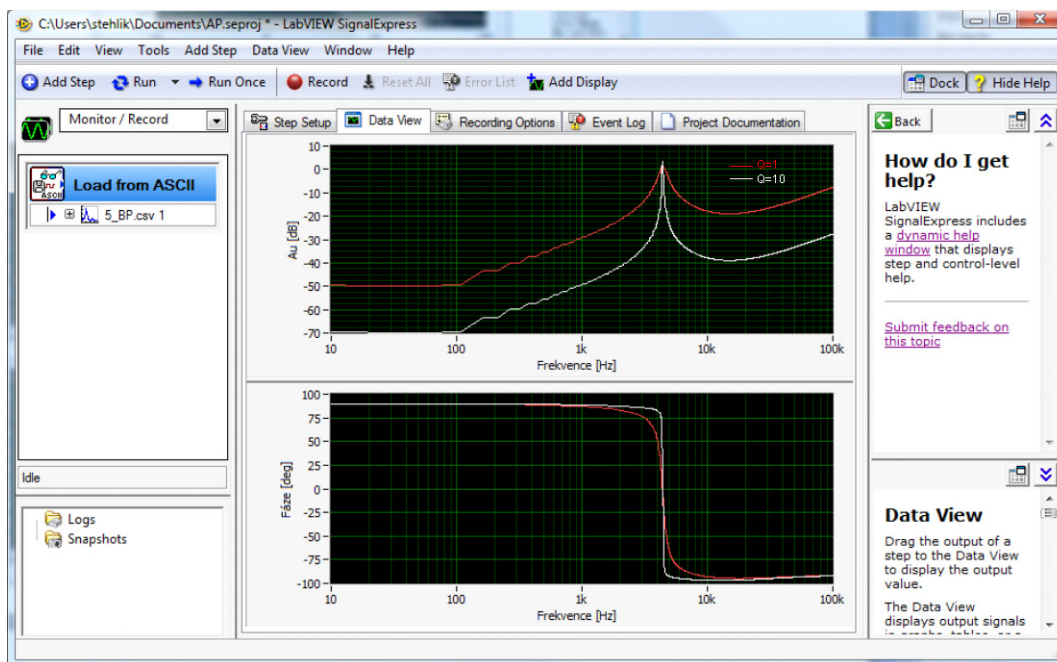 C:\Users\stehlik\Documents\AP.seproj * - LabVIEW SignalExpress
File Edit View Tools Add Step Data View Window Help
Add Step Run Run Once Record Reset All Error List Add Display Dock Hide Help
Monitor / Record
Load from ASCII
ASCII
5_BP.csv 1
Idle
Logs
Snapshots
Step Setup Data View Recording Options Event Log Project Documentation
Au [dB]
10
0
-10
-20
-30
-40
-50
-60
-70
Q=1
Q=10
10 100 1k 10k 100k
Frekvence [Hz]
Fáze [deg]
100
75
50
25
0
-25
-50
-75
-100
10 100 1k 10k 100k
Frekvence [Hz]
Back
How do I get
help?
LabVIEW
SignalExpress includes
a dynamic help
window that displays
step and control-level
help.
Submit feedback on
this topic
Data View
Drag the output of a
step to the Data View
to display the output
value.
The Data View
displays output signals